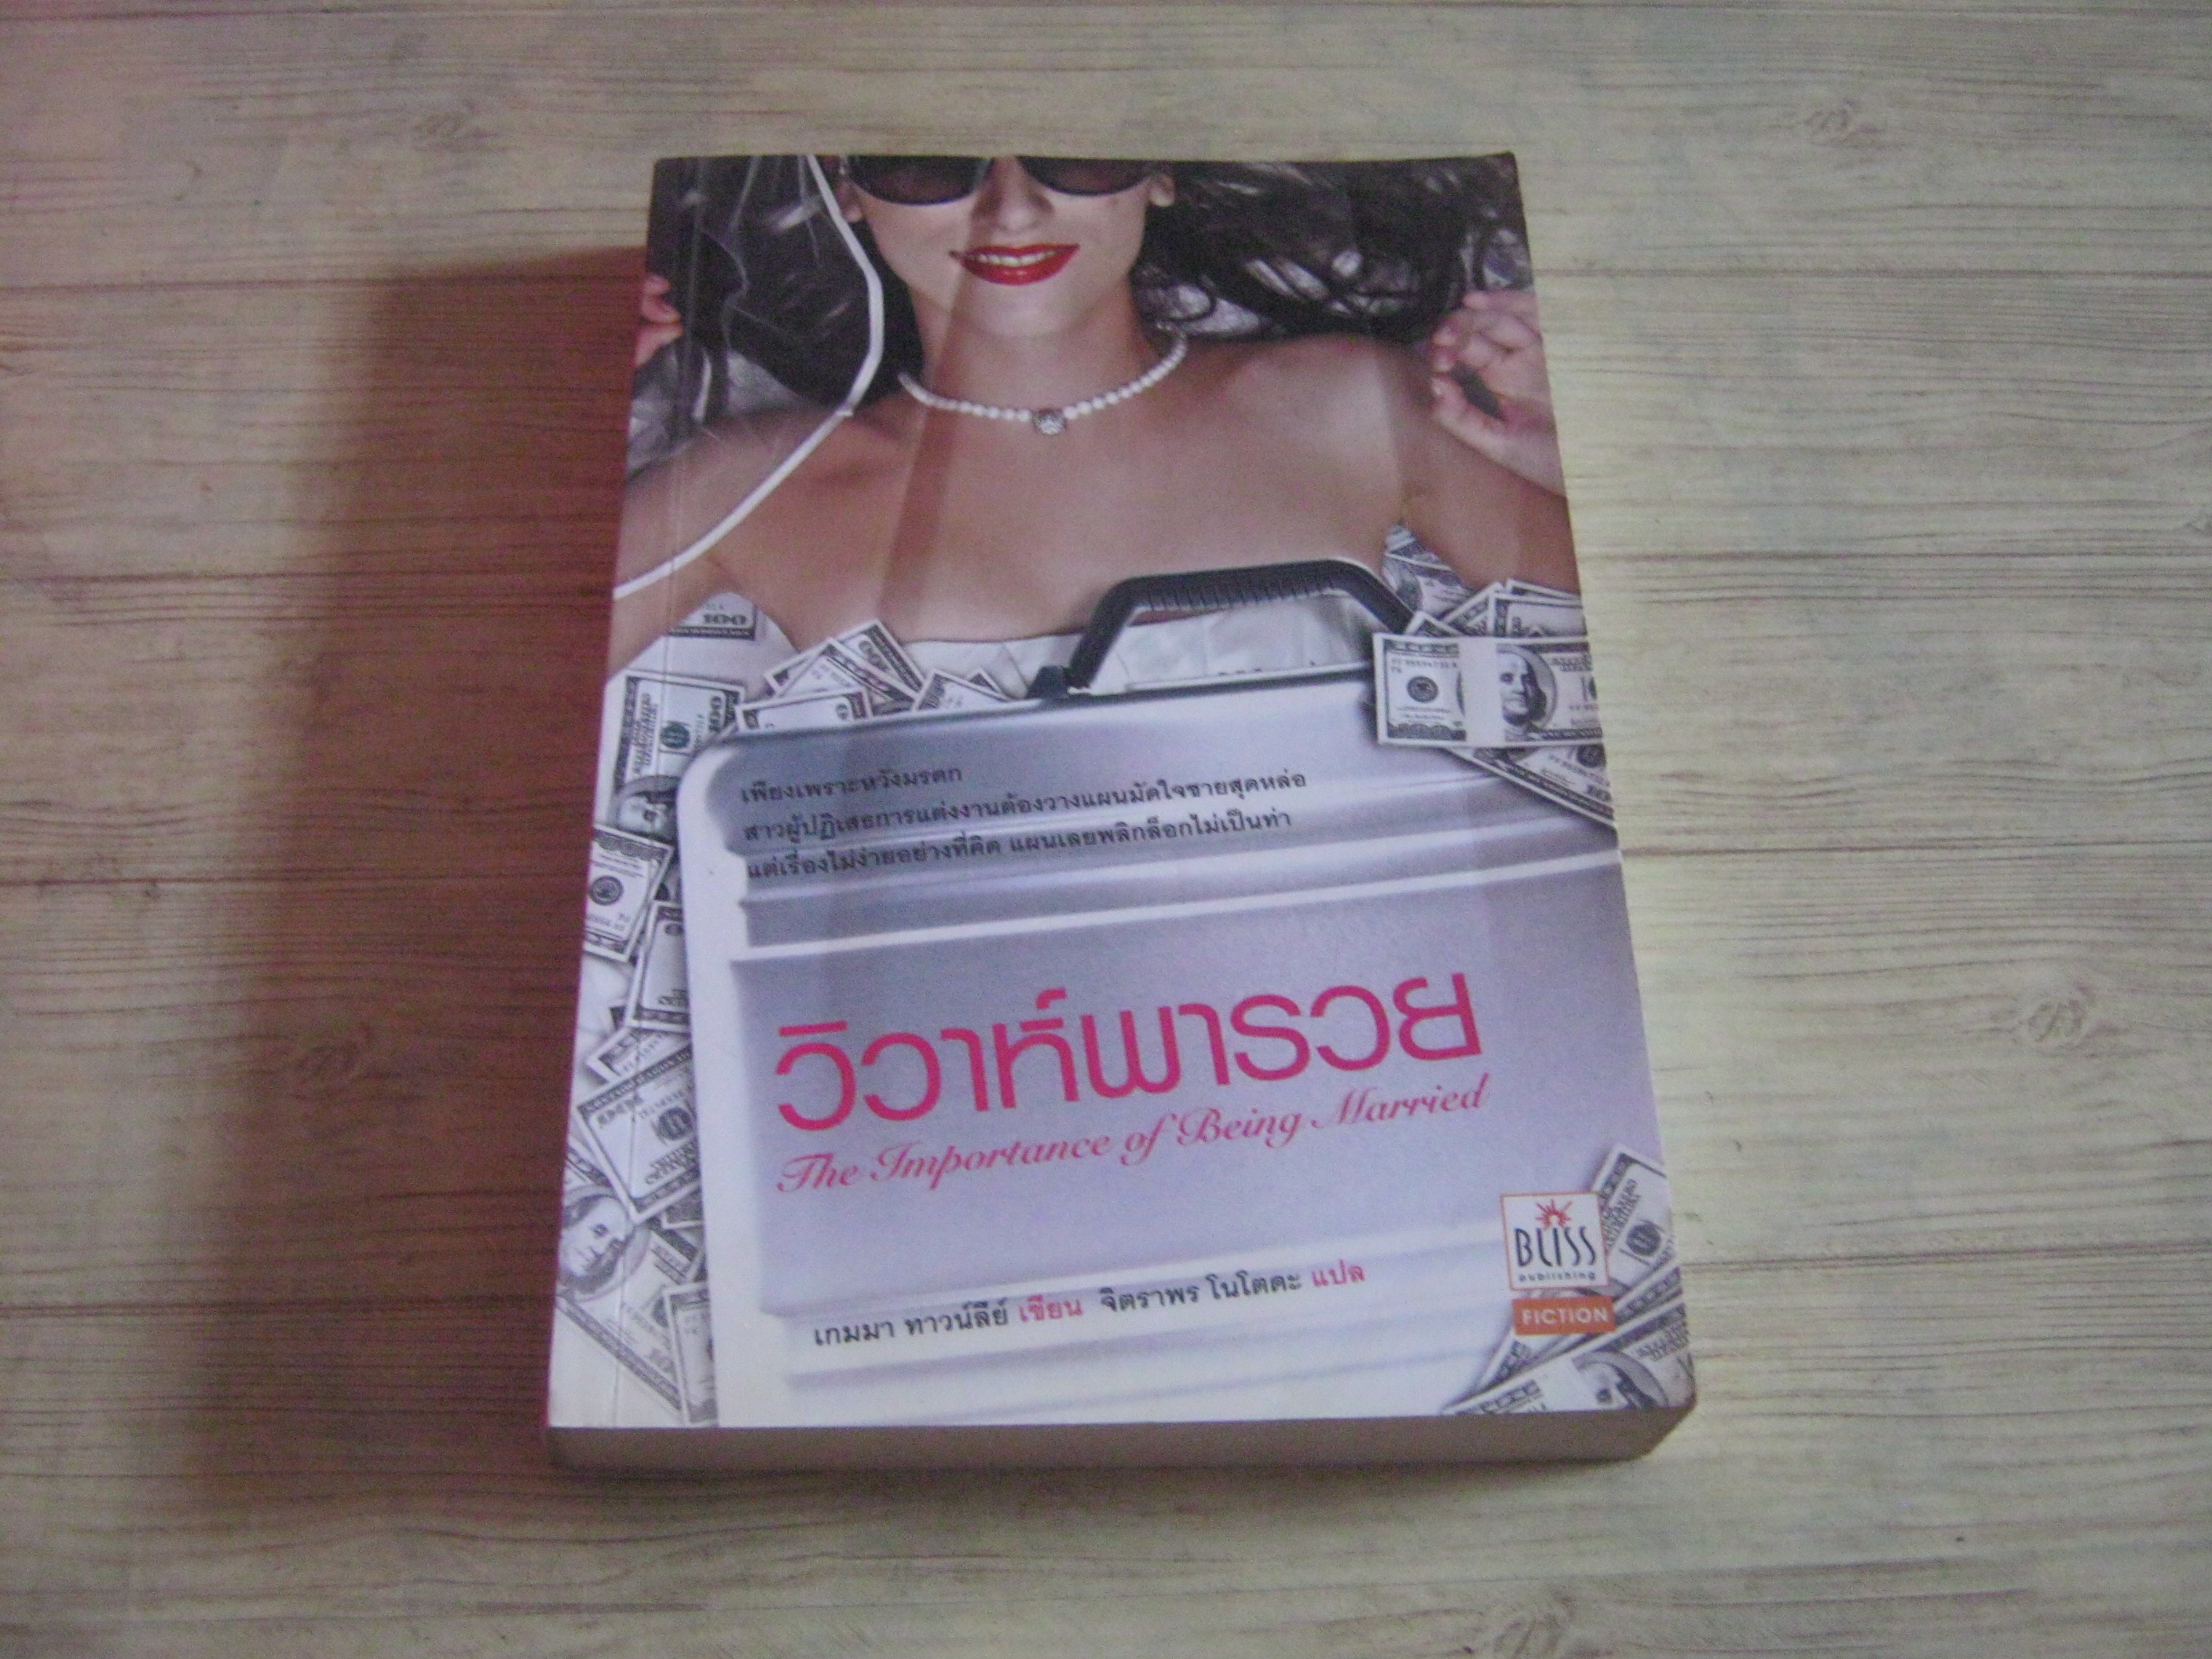 เพียงเพราะหวังมรดก
สาวผู้ปฏิเสธการแต่งงานต้องวางแผนมัดใจชายสุดหล่อ
แต่เรื่องไม่ง่ายอย่างที่คิด แผนเลยพลิกล็อกไม่เป็นท่า
วิวาห์พารวย
The Importance of Being Married
เกมมา ทาวน์ลีย์ เขียน จิตราพร โนโตดะ แปล
BLISS
publishing
FICTION
100
100